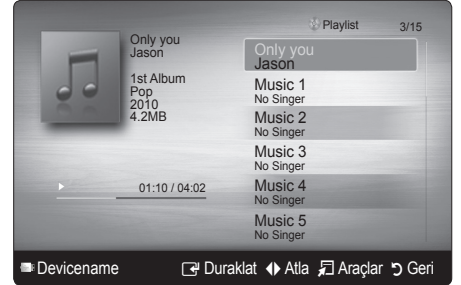 Only you
Jason
1st Album
Pop
2010
4.2MB
01:10 / 04:02
Playlist 3/15
Only you
Jason
Music 1
No Singer
Music 2
No Singer
Music 3
No Singer
Music 4
No Singer
Music 5
No Singer
Devicename Duraklat Atla Araçlar Geri